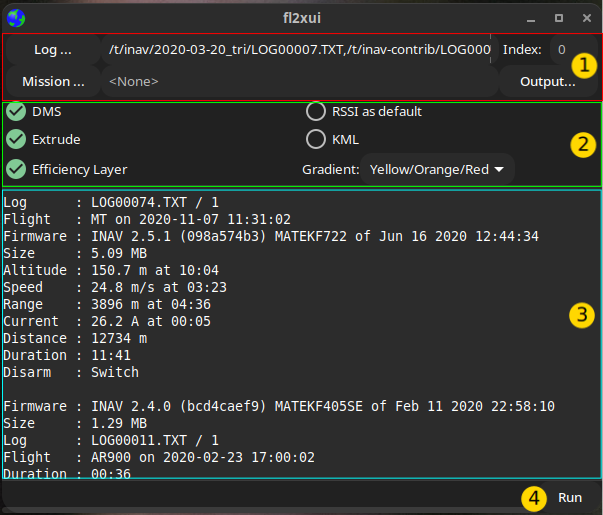 fl2xui
Log ... /t/inav/2020-03-20_tri/LOG00007.TXT,/t/inav-contrib/LOG000 Index: 0
Mission ... <None> Output...
1
DMS RSSI as default
Extrude KML
2
Efficiency Layer Gradient: Yellow/Orange/Red
Log : LOG00074.TXT / 1
Flight : MT on 2020-11-07 11:31:02
Firmware : INAV 2.5.1 (098a574b3) MATEKF722 of Jun 16 2020 12:44:34
Size : 5.09 MB
Altitude : 150.7 m at 10:04
Speed : 24.8 m/s at 03:23
Range : 3896 m at 04:36
3
Current : 26.2 A at 00:05
Distance : 12734 m
Duration : 11:41
Disarm : Switch
Firmware : INAV 2.4.0 (bcd4caef9) MATEKF405SE of Feb 11 2020 22:58:10
Size : 1.29 MB
Log : LOG00011.TXT / 1
Flight : AR900 on 2020-02-23 17:00:02
Duration : 00:36
4 Run